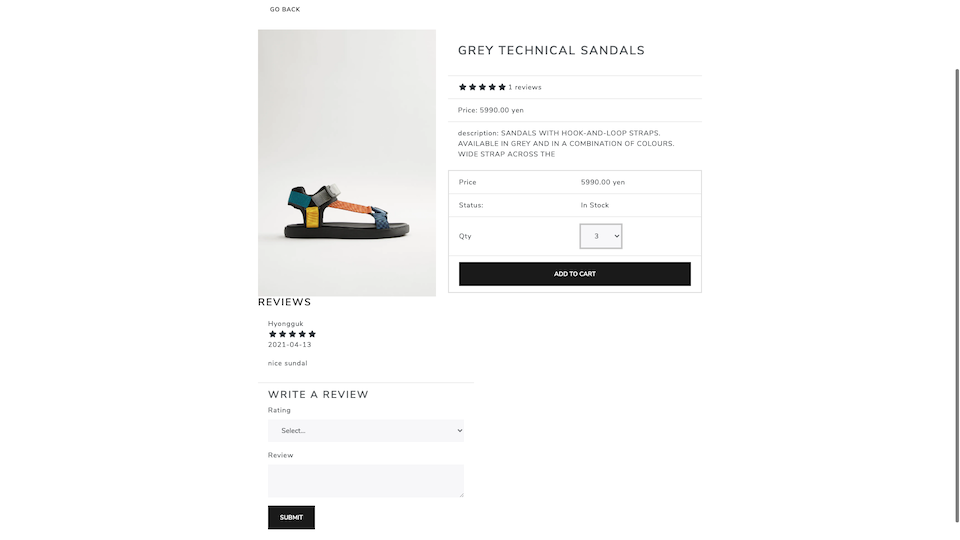 GO BACK
GREY TECHNICAL SANDALS
1 reviews
Price: 5990.00 yen
description: SANDALS WITH HOOK-AND-LOOP STRAPS.
AVAILABLE IN GREY AND IN A COMBINATION OF COLOURS.
WIDE STRAP ACROSS THE
Price 5990.00 yen
Status: In Stock
Qty 3
ADD TO CART
REVIEWS
Hyongguk
2021-04-13
nice sundal
WRITE A REVIEW
Rating
Select...
Review
SUBMIT